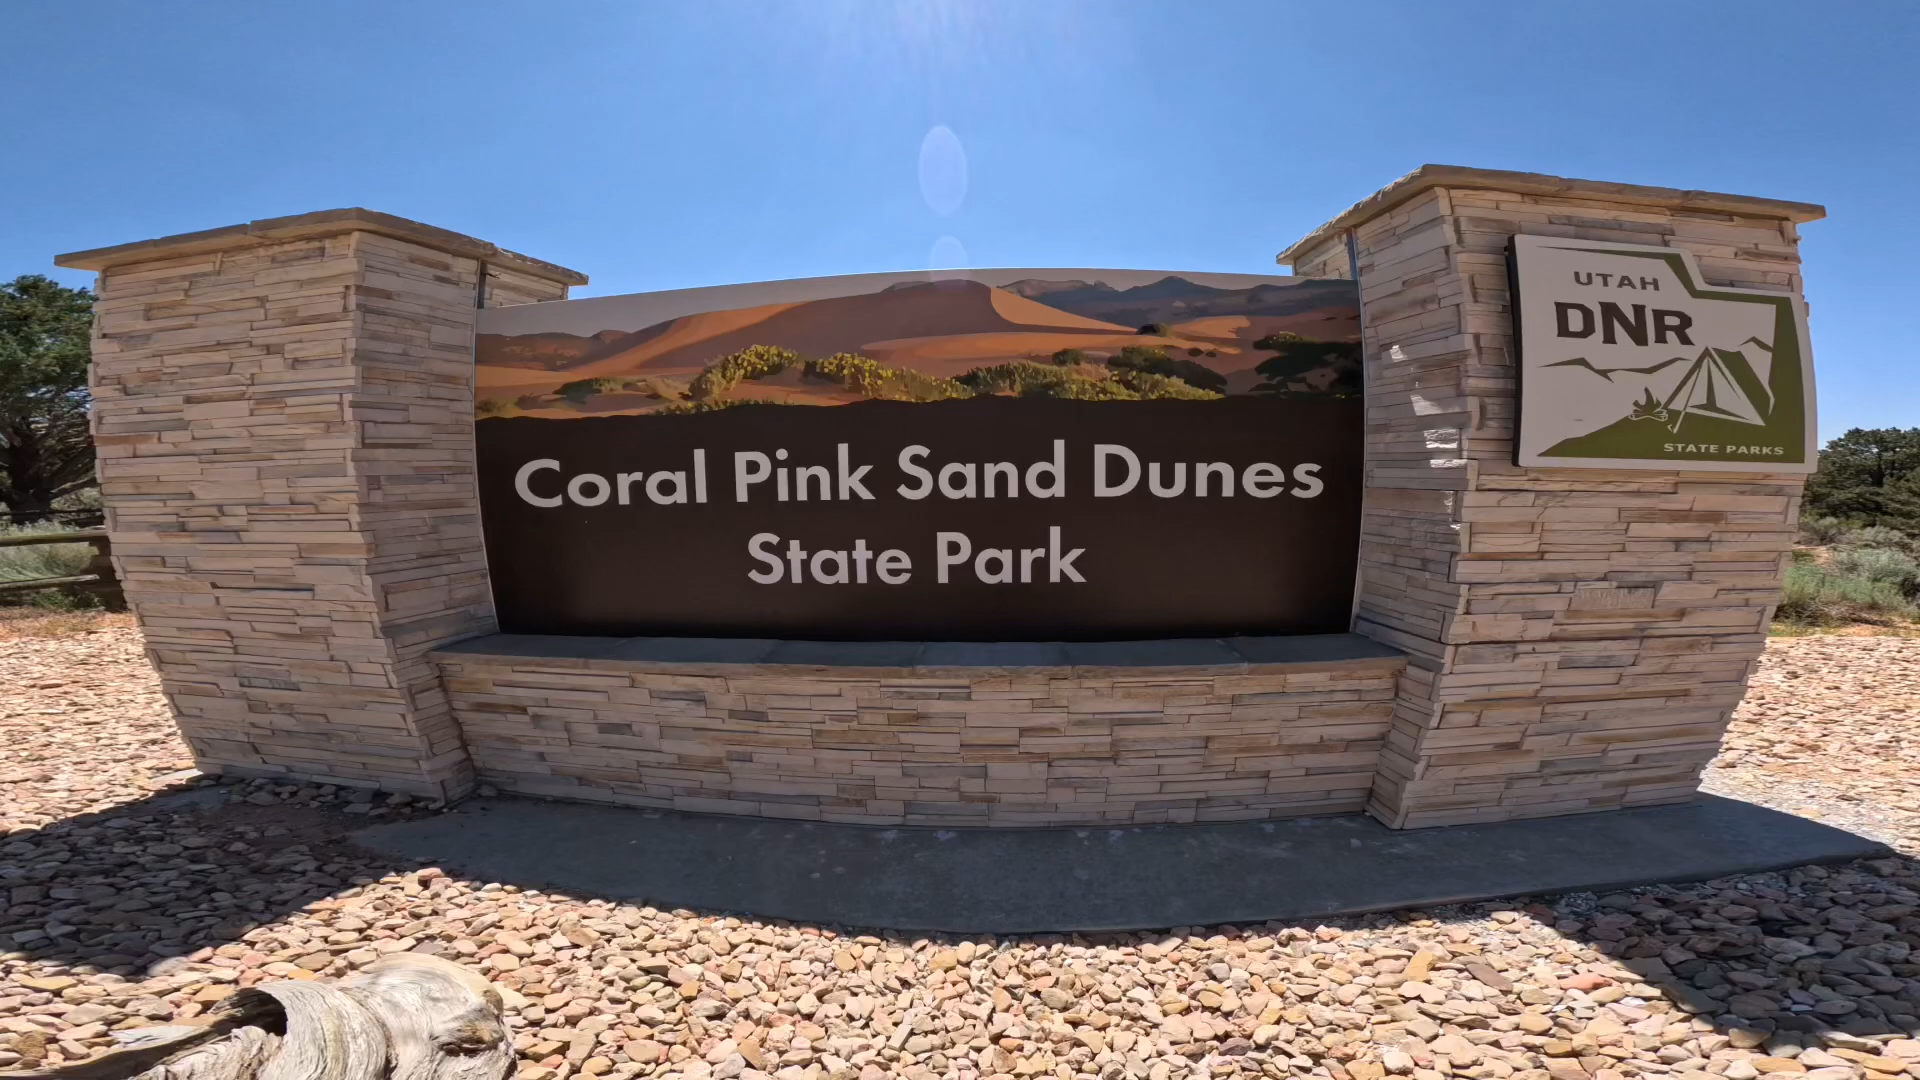 Coral Pink Sand Dunes
State Park
UTAH
DNR
STATE PARKS